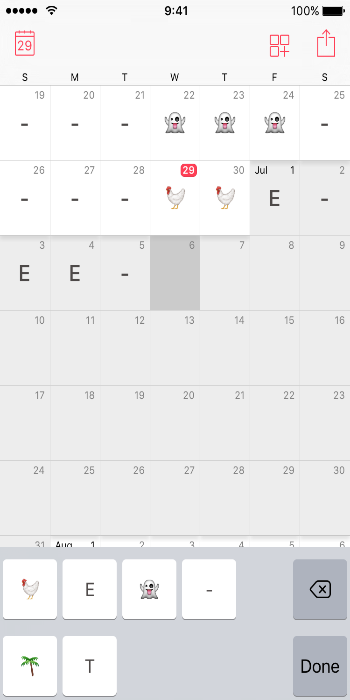 9:41 100%
29
S M T W T F S
19 20 21 22 23 24 25
- - - 👻 👻 👻 -
26 27 28 29 30 Jul 1 2
- - - 🐓 🐓 E -
3 4 5 6 7 8 9
E E -
10 11 12 13 14 15 16
17 18 19 20 21 22 23
24 25 26 27 28 29 30
31 Aug 1 2 3 4 5 6
🐓 E 👻 -
🌴 T Done